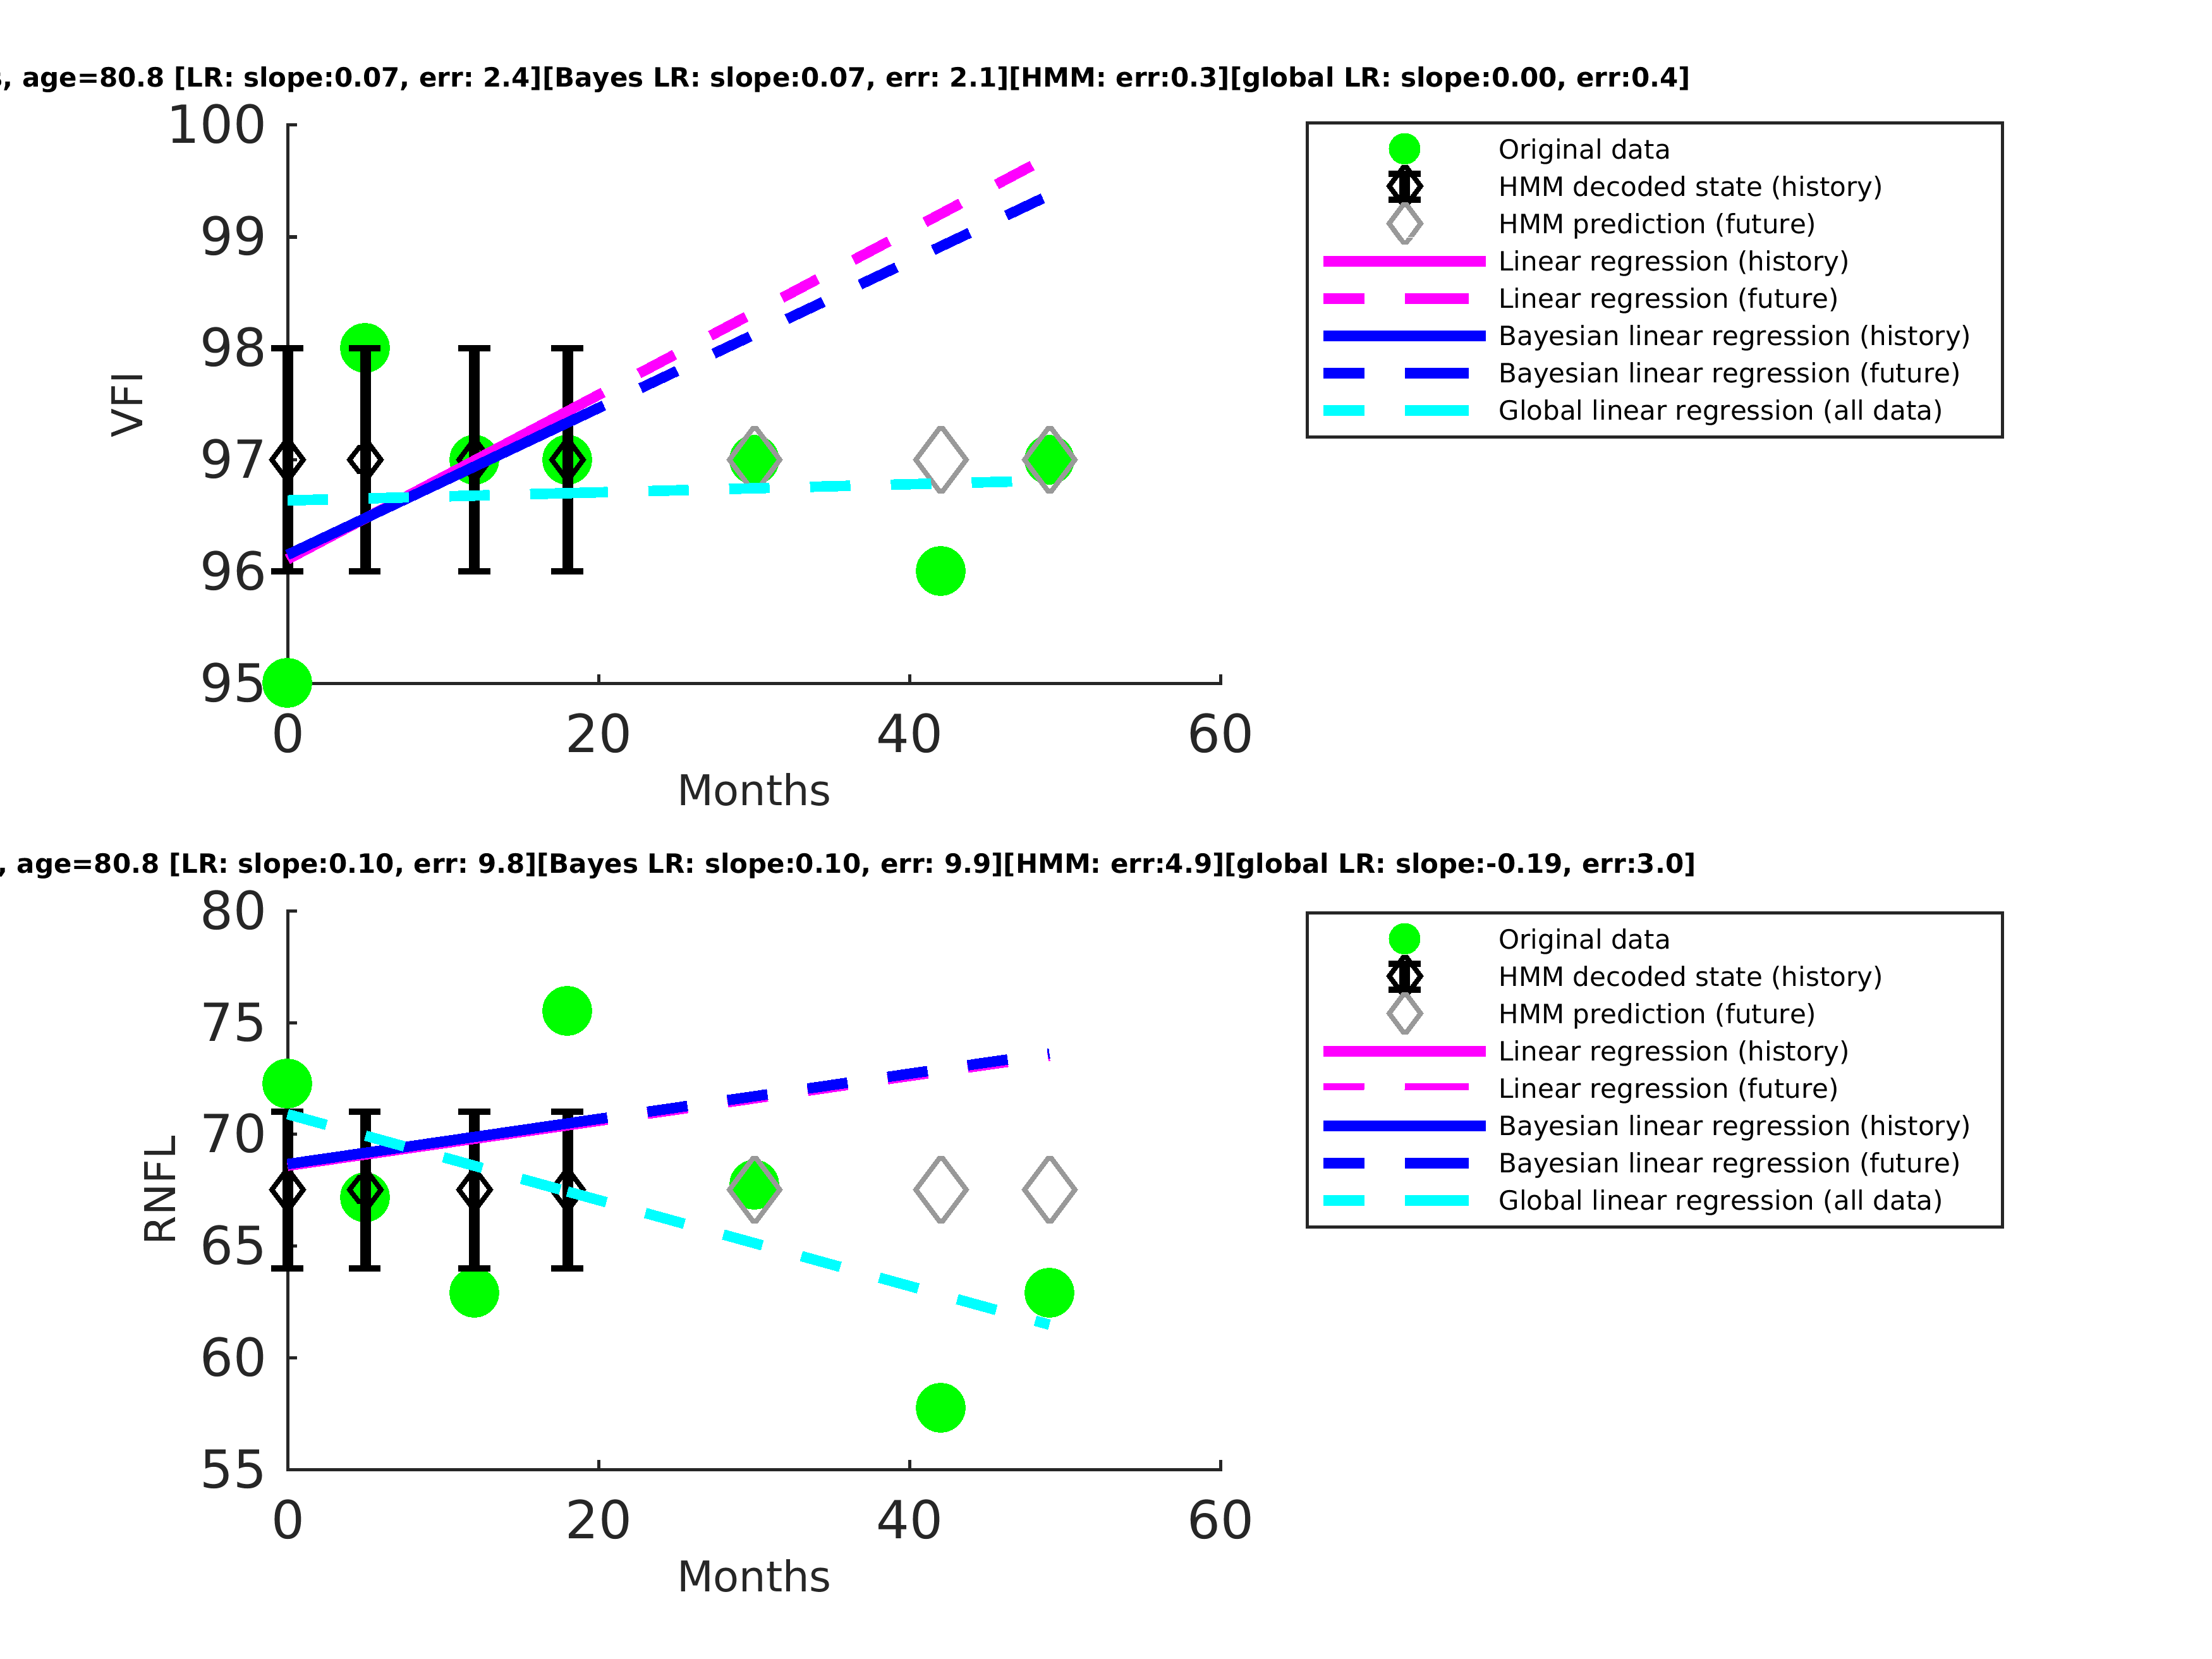 , age=80.8 [LR: slope:0.07, err: 2.4][Bayes LR: slope:0.07, err: 2.1][HMM: err:0.3][global LR: slope:0.00, err:0.4]
100
99
98
97
96
95
VFI
0 20 40 60
Months
Original data
HMM decoded state (history)
HMM prediction (future)
Linear regression (history)
Linear regression (future)
Bayesian linear regression (history)
Bayesian linear regression (future)
Global linear regression (all data)
, age=80.8 [LR: slope:0.10, err: 9.8][Bayes LR: slope:0.10, err: 9.9][HMM: err:4.9][global LR: slope:-0.19, err:3.0]
80
75
70
65
60
55
RNFL
0 20 40 60
Months
Original data
HMM decoded state (history)
HMM prediction (future)
Linear regression (history)
Linear regression (future)
Bayesian linear regression (history)
Bayesian linear regression (future)
Global linear regression (all data)